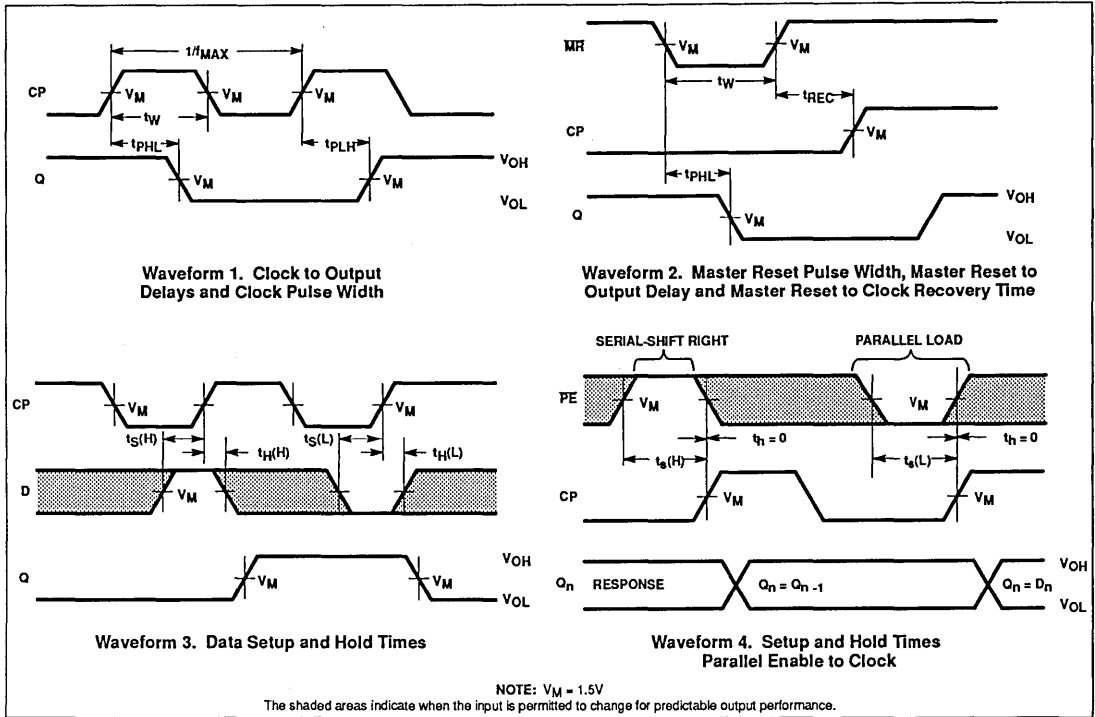 1/fMAX
CP
VM
VM
VM
tW
tPHL
tPLH
Q
VM
VM
VOH
VOL
Waveform 1. Clock to Output
Delays and Clock Pulse Width
MR
VM
VM
tW
tREC
CP
VM
tPHL
Q
VM
VOH
VOL
Waveform 2. Master Reset Pulse Width, Master Reset to
Output Delay and Master Reset to Clock Recovery Time
CP
VM
VM
tS(H)
tH(H)
tS(L)
tH(L)
D
VM
Q
VM
VM
VOH
VOL
Waveform 3. Data Setup and Hold Times
SERIAL-SHIFT RIGHT
PARALLEL LOAD
PE
VM
VM
th = 0
th = 0
ts(H)
ts(L)
CP
VM
VM
Qn
RESPONSE
Qn = Qn -1
Qn = Dn
VOH
VOL
Waveform 4. Setup and Hold Times
Parallel Enable to Clock
NOTE: VM = 1.5V
The shaded areas indicate when the input is permitted to change for predictable output performance.